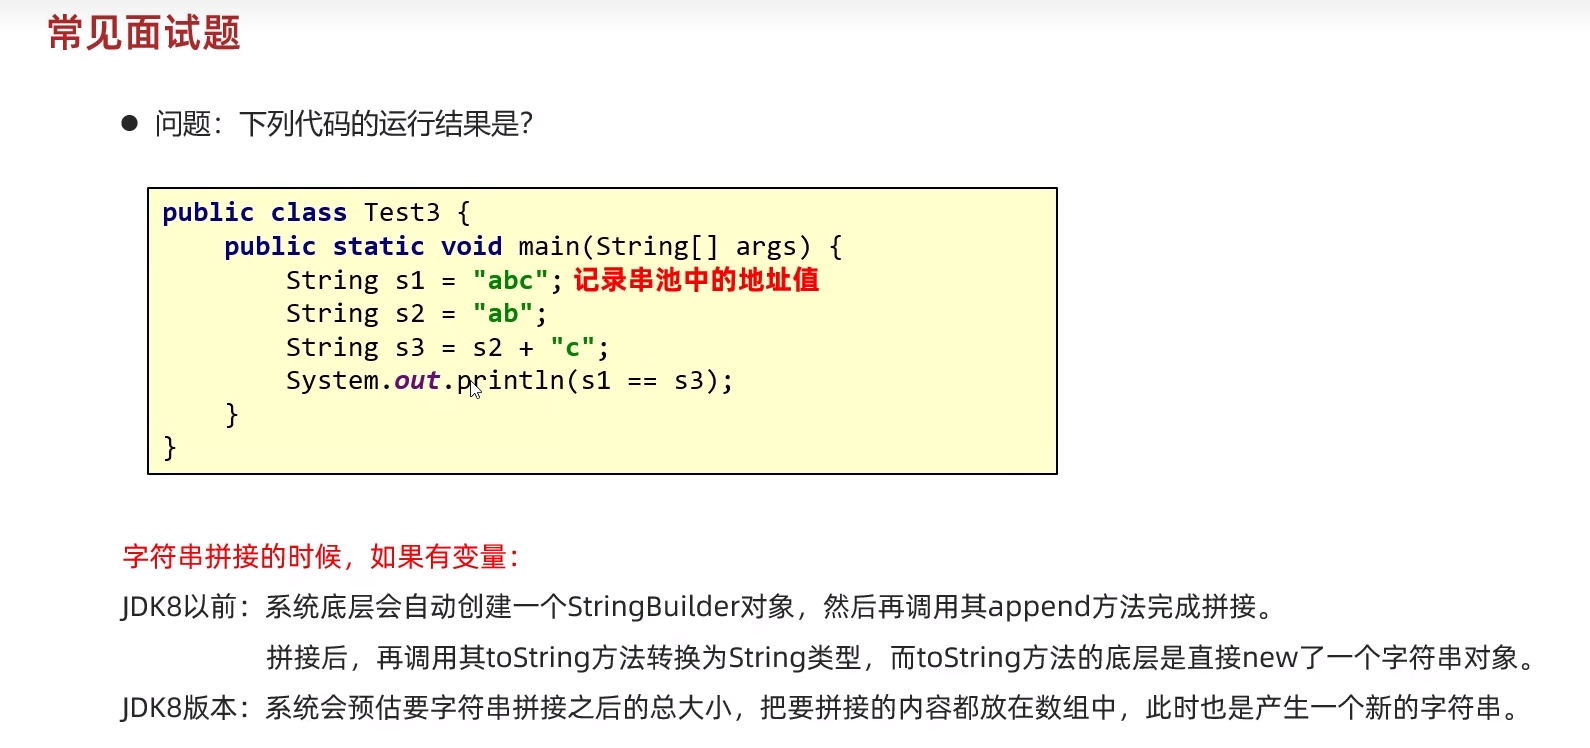 常见面试题
● 问题：下列代码的运行结果是？
public class Test3 {
    public static void main(String[] args) {
        String s1 = "abc"; 记录串池中的地址值
        String s2 = "ab";
        String s3 = s2 + "c";
        System.out.println(s1 == s3);
    }
}
字符串拼接的时候，如果有变量：
JDK8以前：系统底层会自动创建一个StringBuilder对象，然后再调用其append方法完成拼接。
拼接后，再调用其toString方法转换为String类型，而toString方法的底层是直接new了一个字符串对象。
JDK8版本：系统会预估要字符串拼接之后的总大小，把要拼接的内容都放在数组中，此时也是产生一个新的字符串。